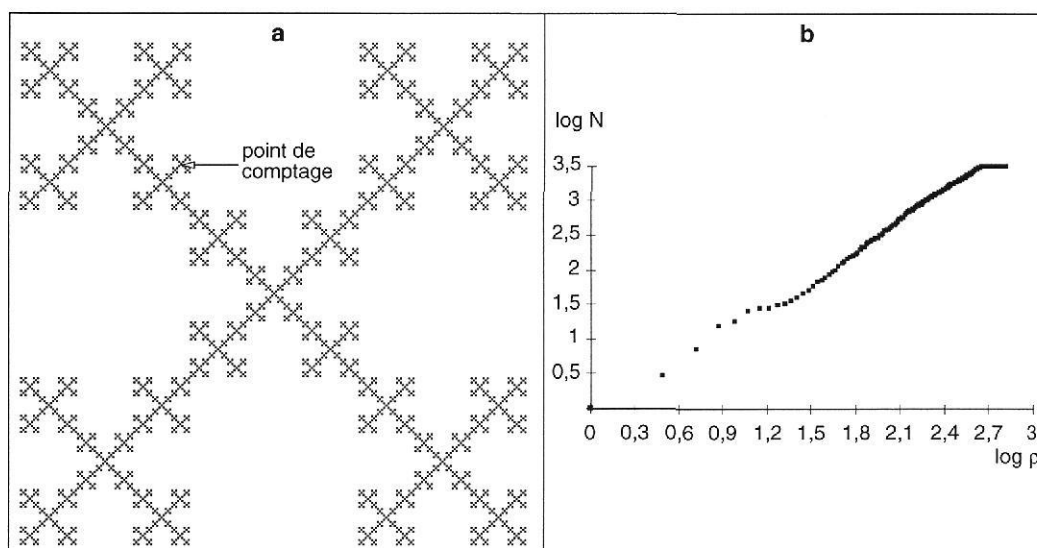 a
point de
comptage
b
log N
3,5
3
2,5
2
1,5
1
0,5
0 0,3 0,6 0,9 1,2 1,5 1,8 2,1 2,4 2,7 3
log ρ